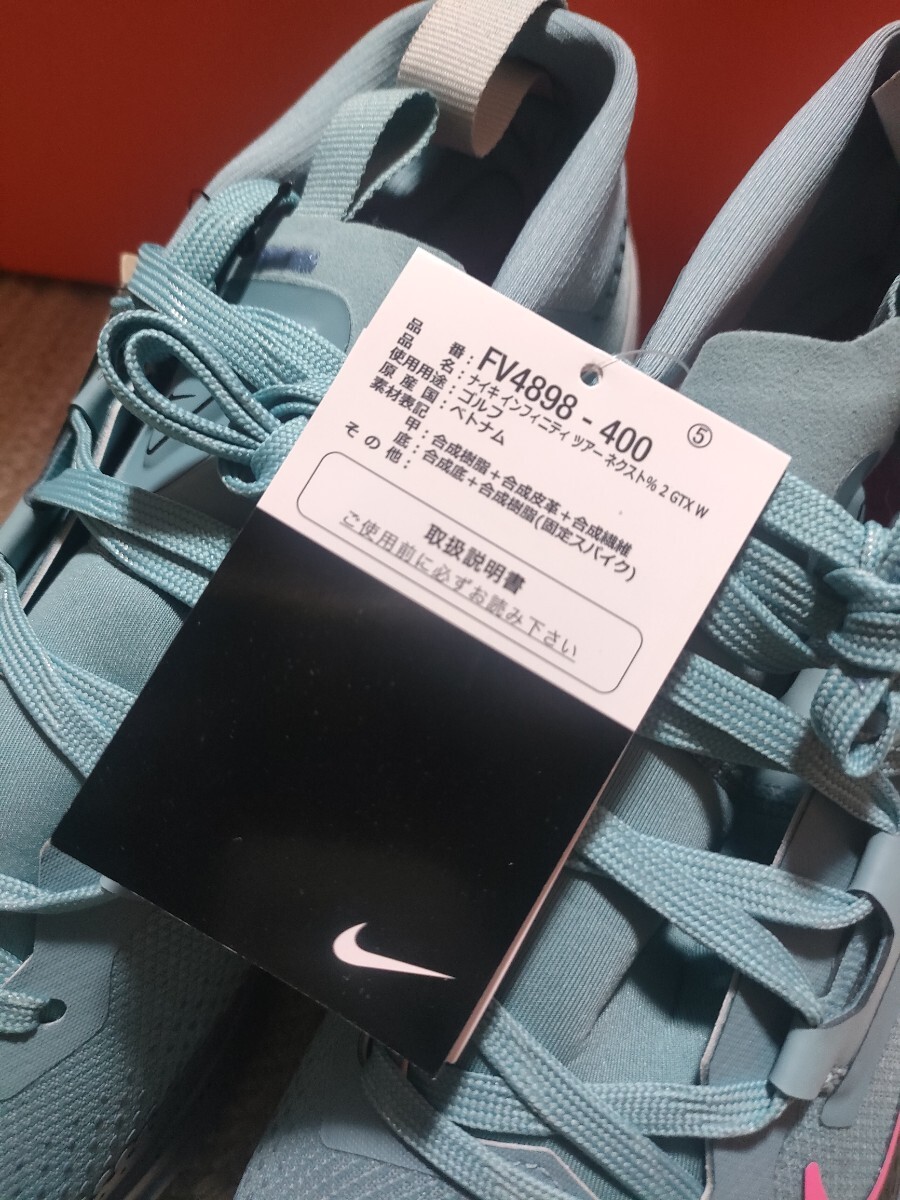 品番：FV4898 - 400 ⑤
品名：ナイキ インフィニティ ツアー ネクスト% 2 GTX W
使用用途：ゴルフ
原産国：ベトナム
素材表記
甲：合成樹脂＋合成皮革＋合成繊維
底：合成底＋合成樹脂(固定スパイク)
その他：
取扱説明書
ご使用前に必ずお読み下さい